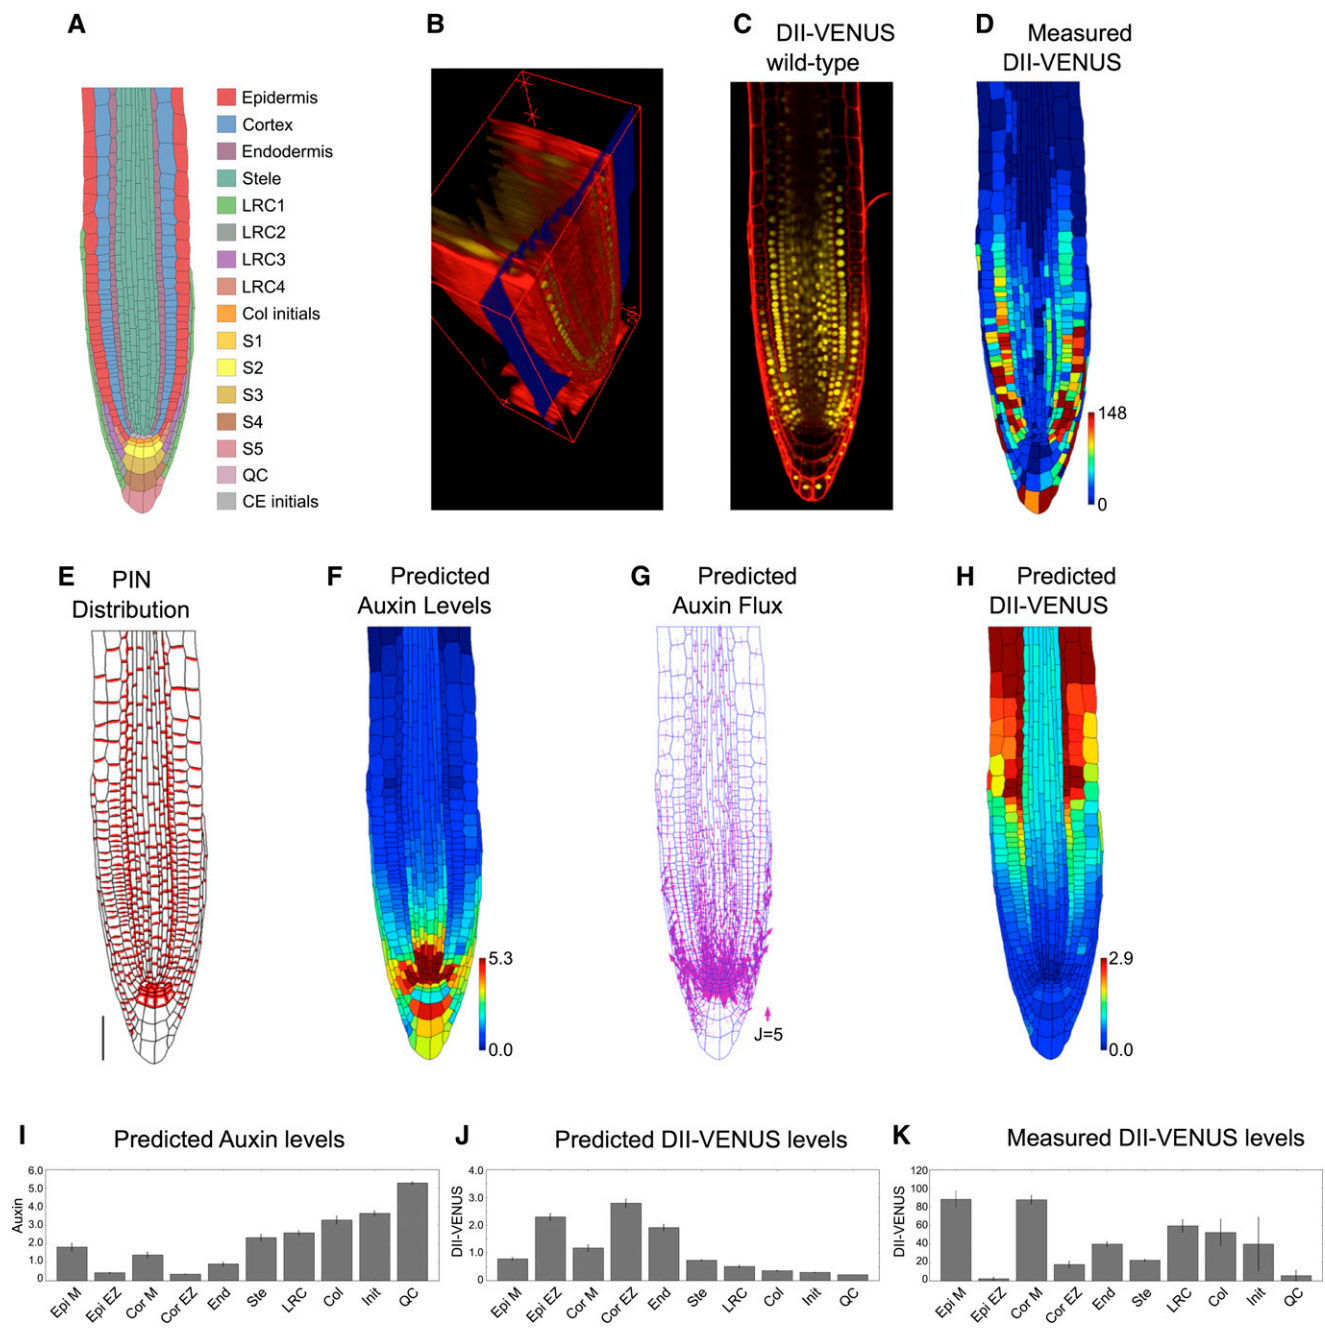 A
Epidermis
Cortex
Endodermis
Stele
LRC1
LRC2
LRC3
LRC4
Col initials
S1
S2
S3
S4
S5
QC
CE initials
B
C DII-VENUS
wild-type
D Measured
DII-VENUS
148
0
E PIN
Distribution
F Predicted
Auxin Levels
5.3
0.0
G Predicted
Auxin Flux
J=5
H Predicted
DII-VENUS
2.9
0.0
I Predicted Auxin levels
Auxin
6.0
5.0
4.0
3.0
2.0
1.0
0
Epi M
Epi EZ
Cor M
Cor EZ
End
Ste
LRC
Col
Init
QC
J Predicted DII-VENUS levels
DII-VENUS
4.0
3.0
2.0
1.0
0
Epi M
Epi EZ
Cor M
Cor EZ
End
Ste
LRC
Col
Init
QC
K Measured DII-VENUS levels
DII-VENUS
120
100
80
60
40
20
0
Epi M
Epi EZ
Cor M
Cor EZ
End
Ste
LRC
Col
Init
QC